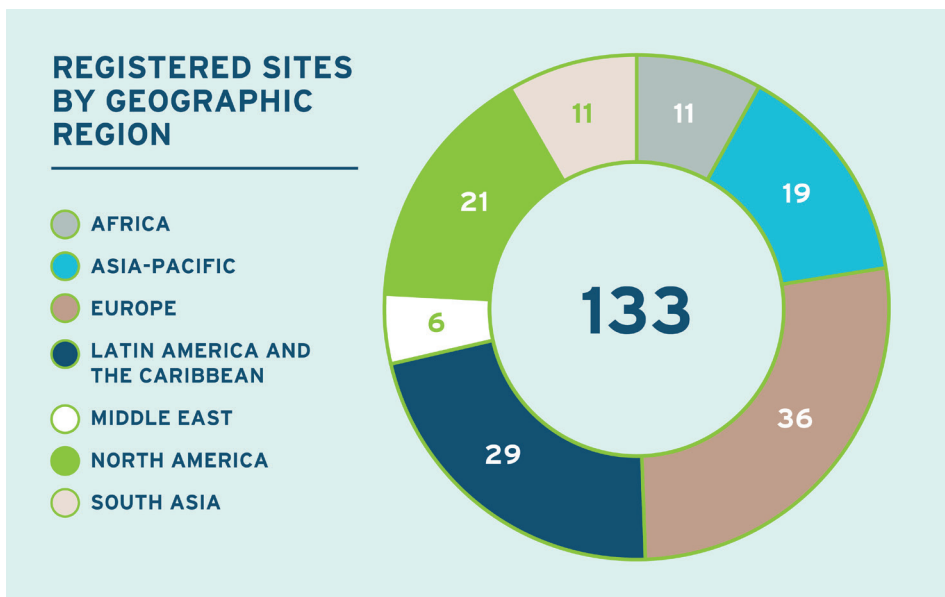 REGISTERED SITES
BY GEOGRAPHIC
REGION
AFRICA
ASIA-PACIFIC
EUROPE
LATIN AMERICA AND
THE CARIBBEAN
MIDDLE EAST
NORTH AMERICA
SOUTH ASIA
11
11
19
21
133
6
36
29